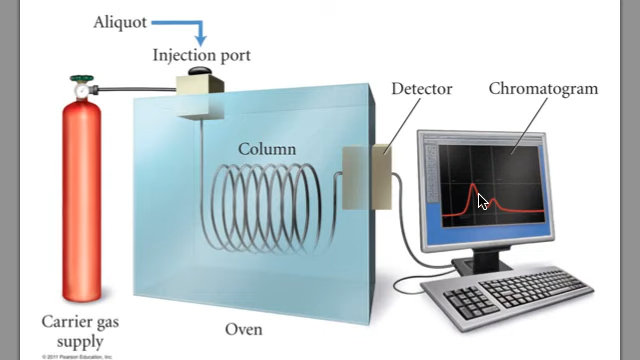 Aliquot
Injection port
Detector
Chromatogram
Column
Oven
Carrier gas
supply
© 2011 Pearson Education, Inc.